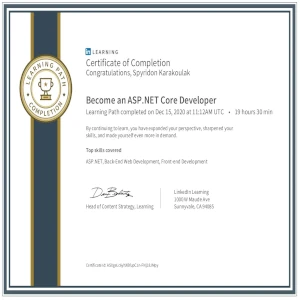 in LEARNING
Certificate of Completion
Congratulations, Spyridon Karakoulak
LEARNING PATH
COMPLETION
Become an ASP.NET Core Developer
Learning Path completed on Dec 15, 2020 at 11:12AM UTC • 19 hours 30 min
By continuing to learn, you have expanded your perspective, sharpened your
skills, and made yourself even more in demand.
Top skills covered
ASP.NET, Back-End Web Development, Front-end Development
Head of Content Strategy, Learning
LinkedIn Learning
1000 W Maude Ave
Sunnyvale, CA 94085
Certificate Id: